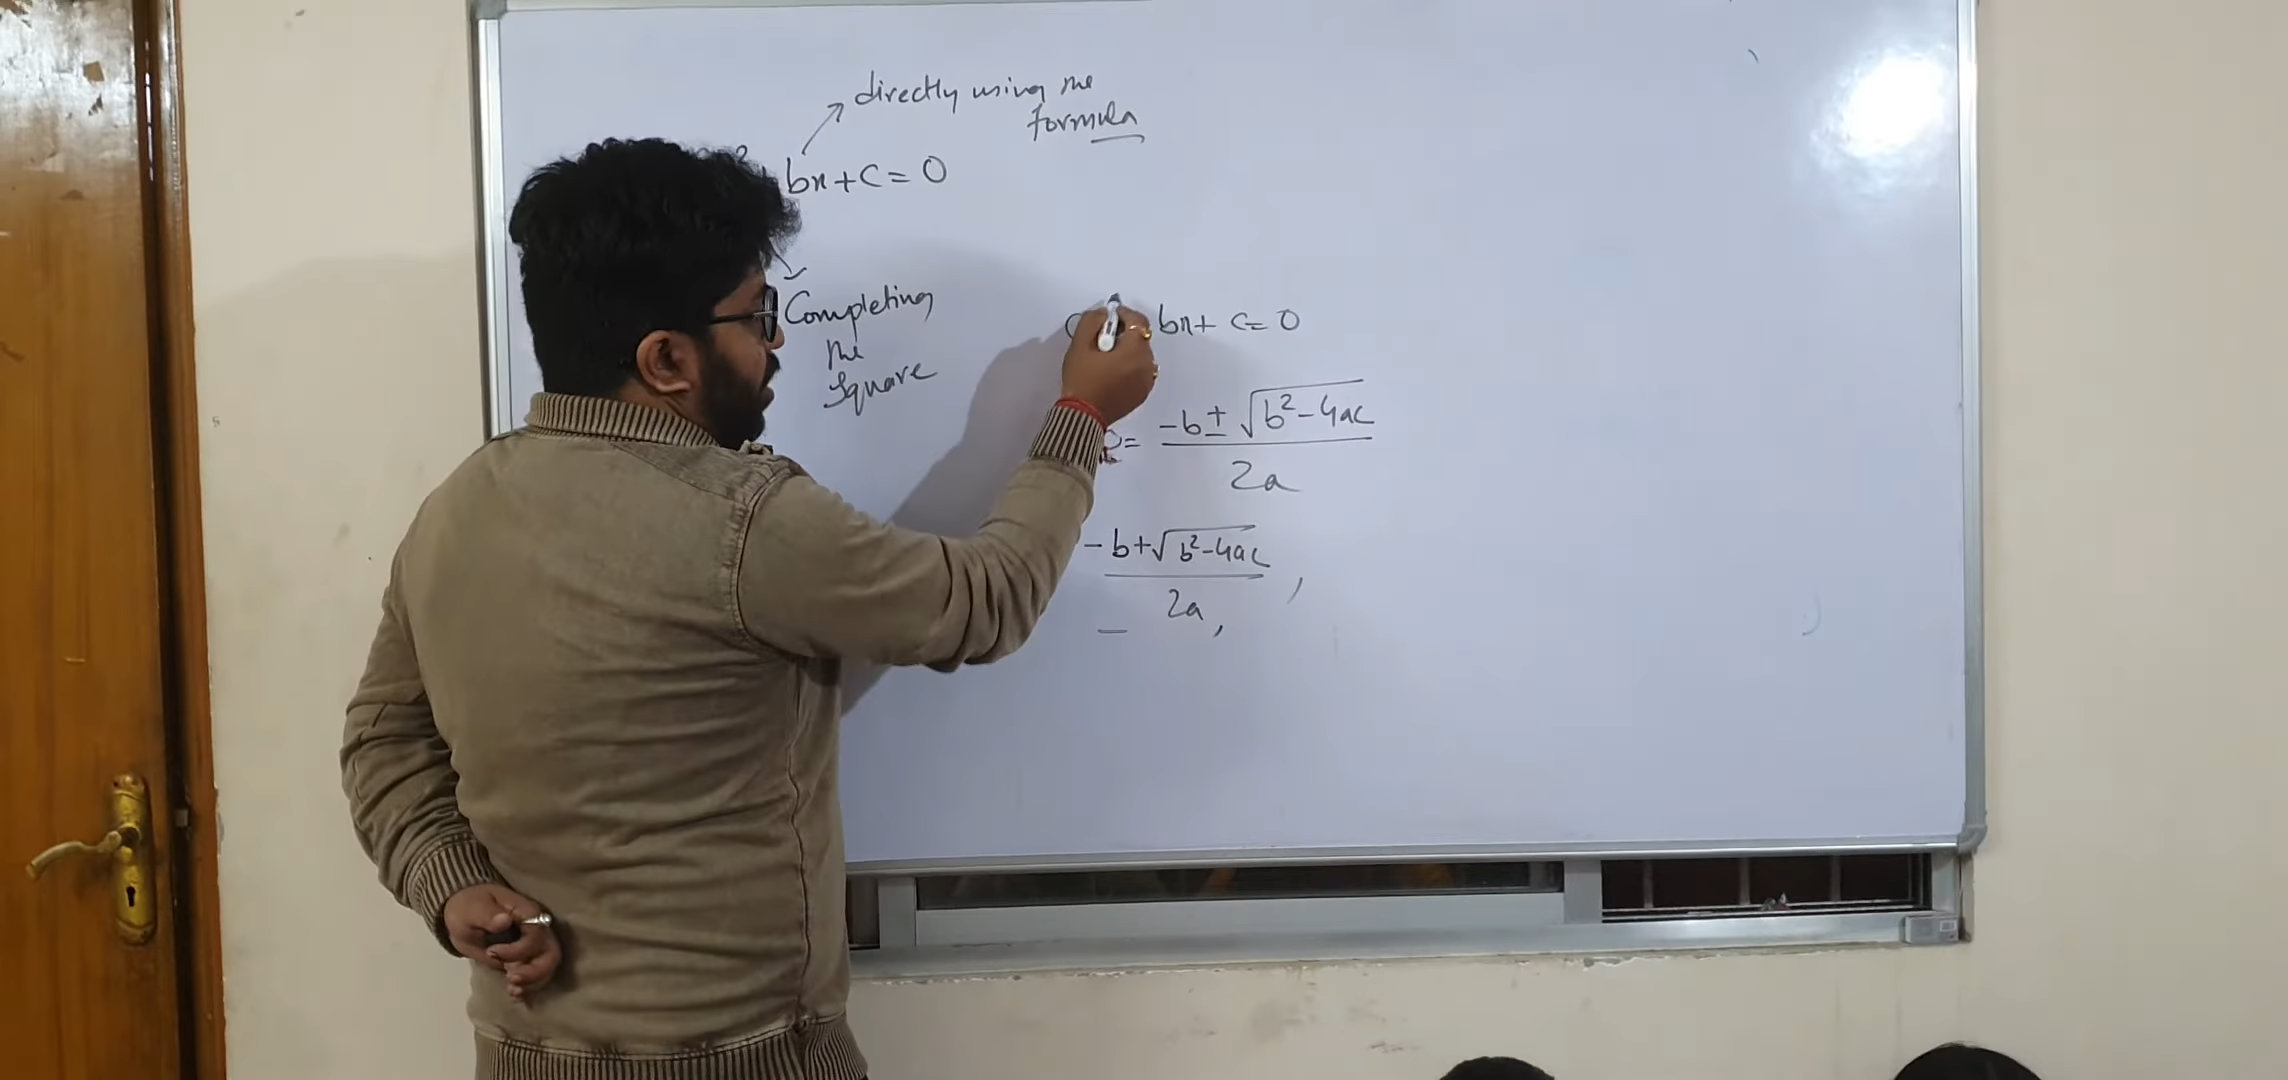 directly using the
formula
bx+c=0
Completing
the
Square
bx+ c=0
= -b±√b²-4ac
2a
-b+√b²-4ac
2a,
,